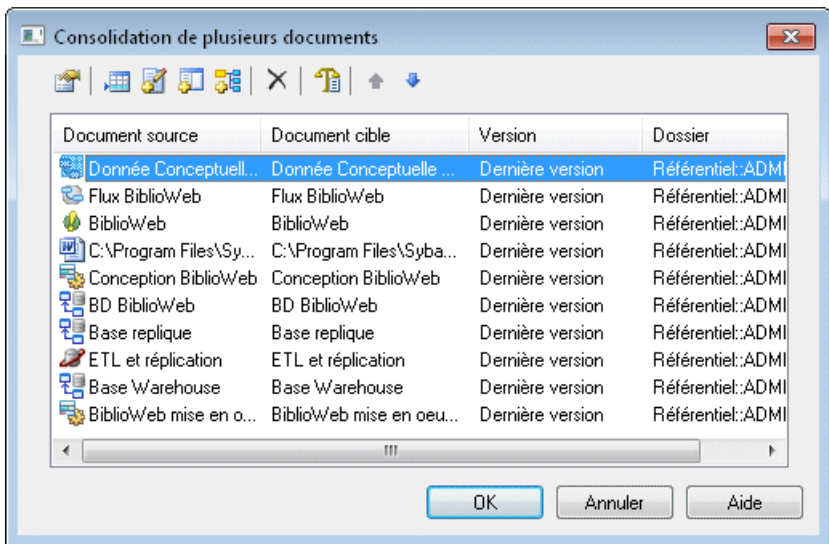 Consolidation de plusieurs documents
Document source Document cible Version Dossier
Donnée Conceptuell... Donnée Conceptuelle ... Dernière version Référentiel::ADMI
Flux BiblioWeb Flux BiblioWeb Dernière version Référentiel::ADMI
BiblioWeb BiblioWeb Dernière version Référentiel::ADMI
C:\Program Files\Sy... C:\Program Files\Syba... Dernière version Référentiel::ADMI
Conception BiblioWeb Conception BiblioWeb Dernière version Référentiel::ADMI
BD BiblioWeb BD BiblioWeb Dernière version Référentiel::ADMI
Base replique Base replique Dernière version Référentiel::ADMI
ETL et réplication ETL et réplication Dernière version Référentiel::ADMI
Base Warehouse Base Warehouse Dernière version Référentiel::ADMI
BiblioWeb mise en o... BiblioWeb mise en oeu... Dernière version Référentiel::ADMI
OK Annuler Aide